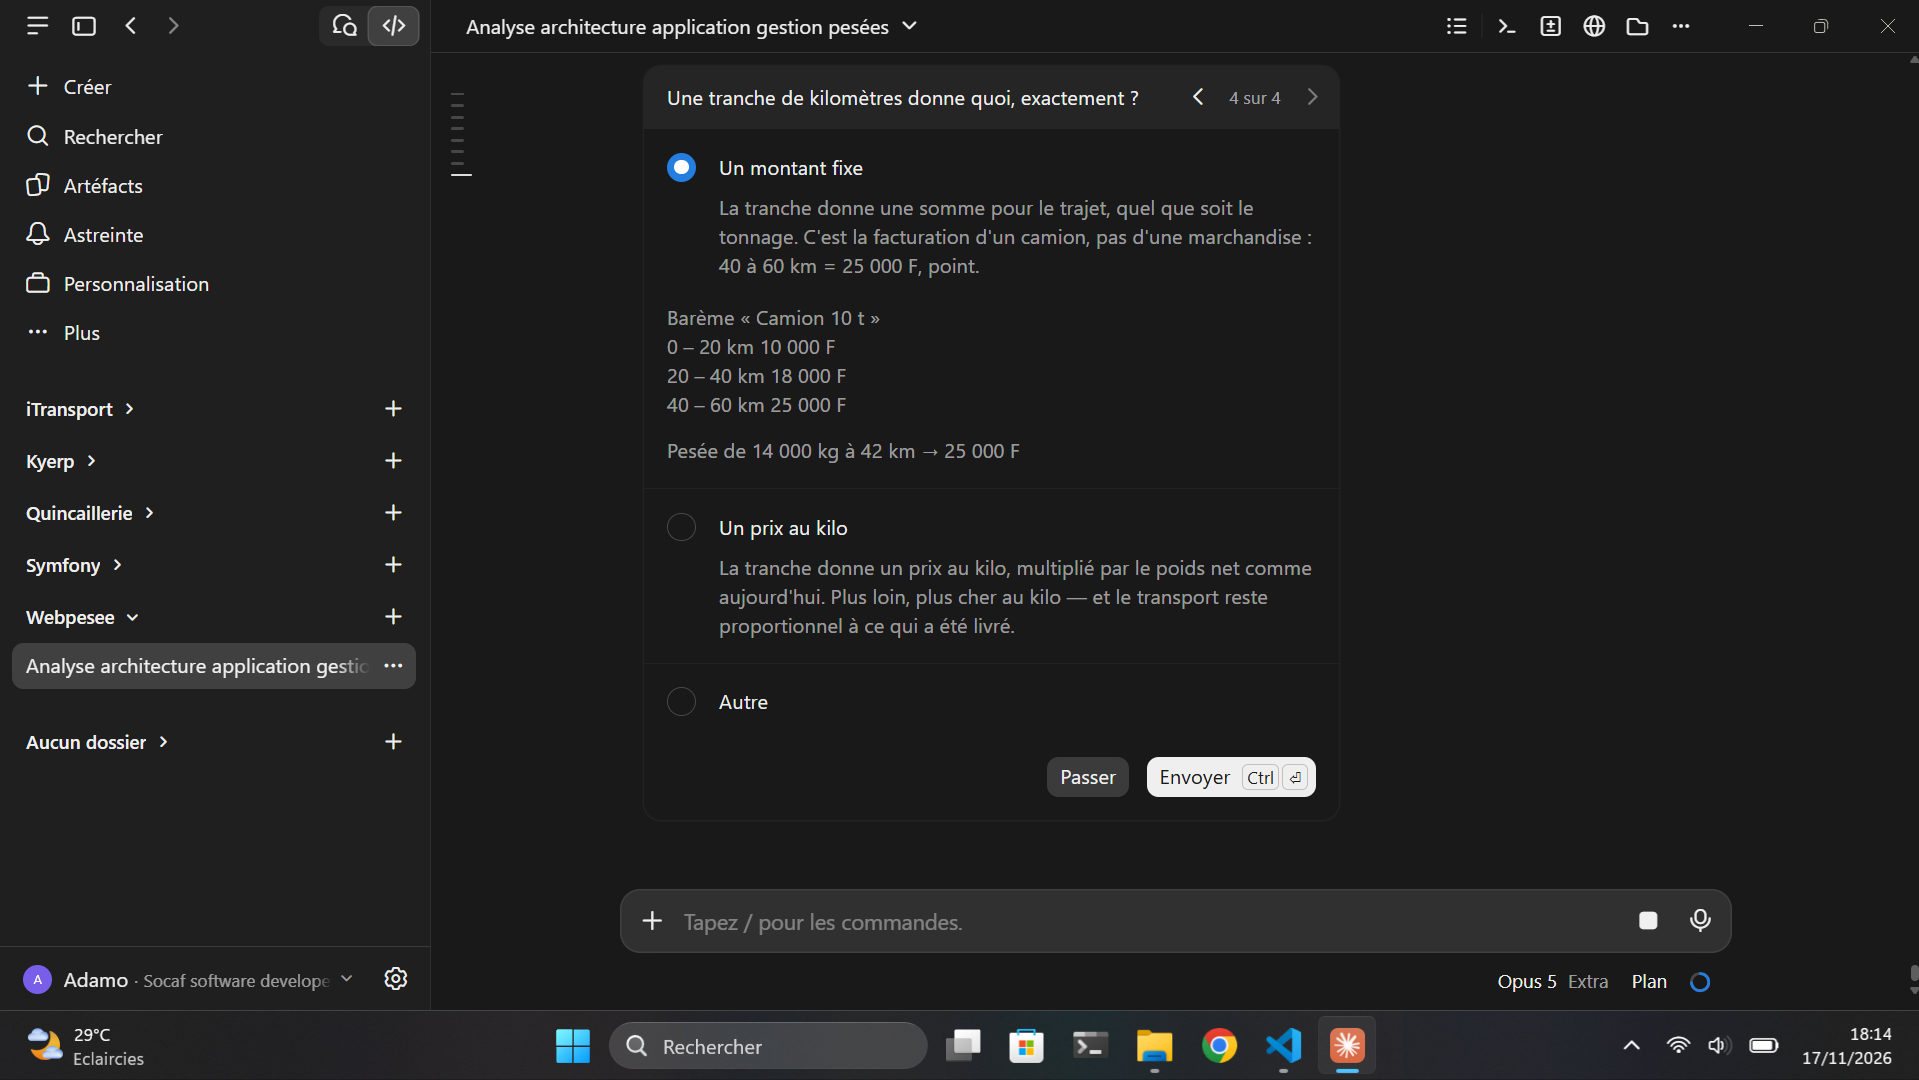 Analyse architecture application gestion pesées
Créer
Rechercher
Artéfacts
Astreinte
Personnalisation
Plus
iTransport
Kyerp
Quincaillerie
Symfony
Webpesee
Analyse architecture application gestio
Aucun dossier
A
Adamo · Socaf software develope
Une tranche de kilomètres donne quoi, exactement ?
4 sur 4
Un montant fixe
La tranche donne une somme pour le trajet, quel que soit le
tonnage. C'est la facturation d'un camion, pas d'une marchandise :
40 à 60 km = 25 000 F, point.
Barème « Camion 10 t »
0 – 20 km 10 000 F
20 – 40 km 18 000 F
40 – 60 km 25 000 F
Pesée de 14 000 kg à 42 km → 25 000 F
Un prix au kilo
La tranche donne un prix au kilo, multiplié par le poids net comme
aujourd'hui. Plus loin, plus cher au kilo — et le transport reste
proportionnel à ce qui a été livré.
Autre
Passer
Envoyer Ctrl ⏎
Tapez / pour les commandes.
Opus 5 Extra Plan
29°C
Eclaircies
Rechercher
18:14
17/11/2026